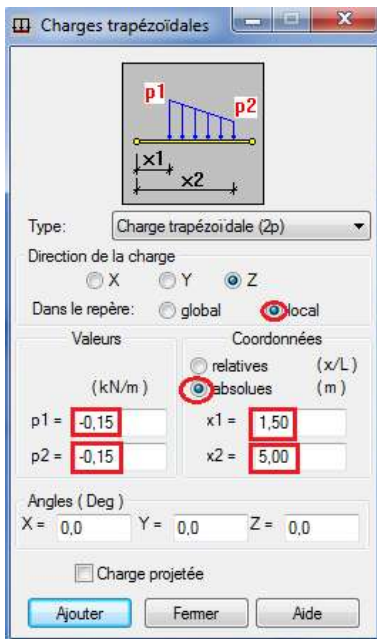 Charges trapézoïdales
p1
p2
x1
x2
Type: Charge trapézoïdale (2p)
Direction de la charge
X Y Z
Dans le repère: global local
Valeurs Coordonnées
relatives (x/L)
(kN/m) absolues (m)
p1 = -0,15 x1 = 1,50
p2 = -0,15 x2 = 5,00
Angles (Deg)
X = 0,0 Y = 0,0 Z = 0,0
Charge projetée
Ajouter Fermer Aide